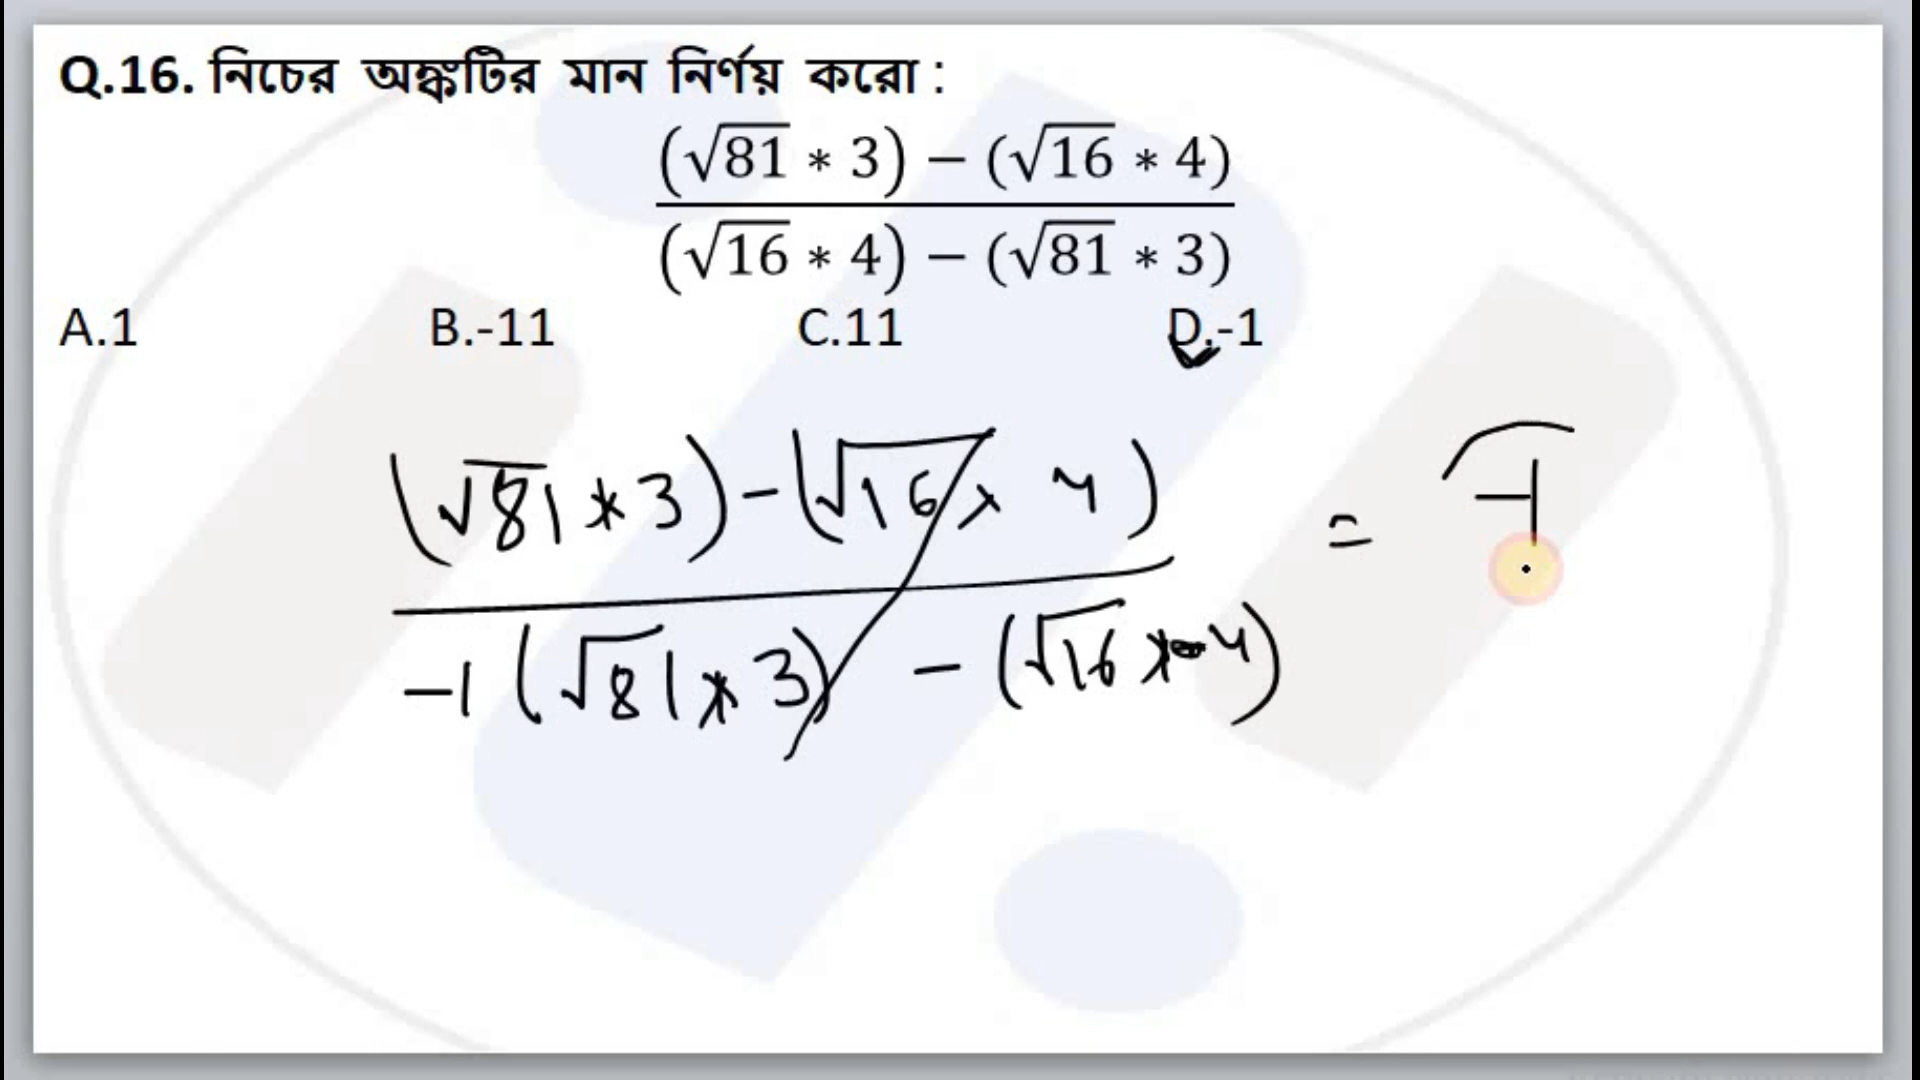 Q.16. নিচের অঙ্কটির মান নির্ণয় করো :
(√81 * 3) − (√16 * 4)
(√16 * 4) − (√81 * 3)
A.1 B.-11 C.11 D.-1
(√81 * 3) - (√16 × 4)
= -1
-1 (√81 * 3) - (√16 × 4)